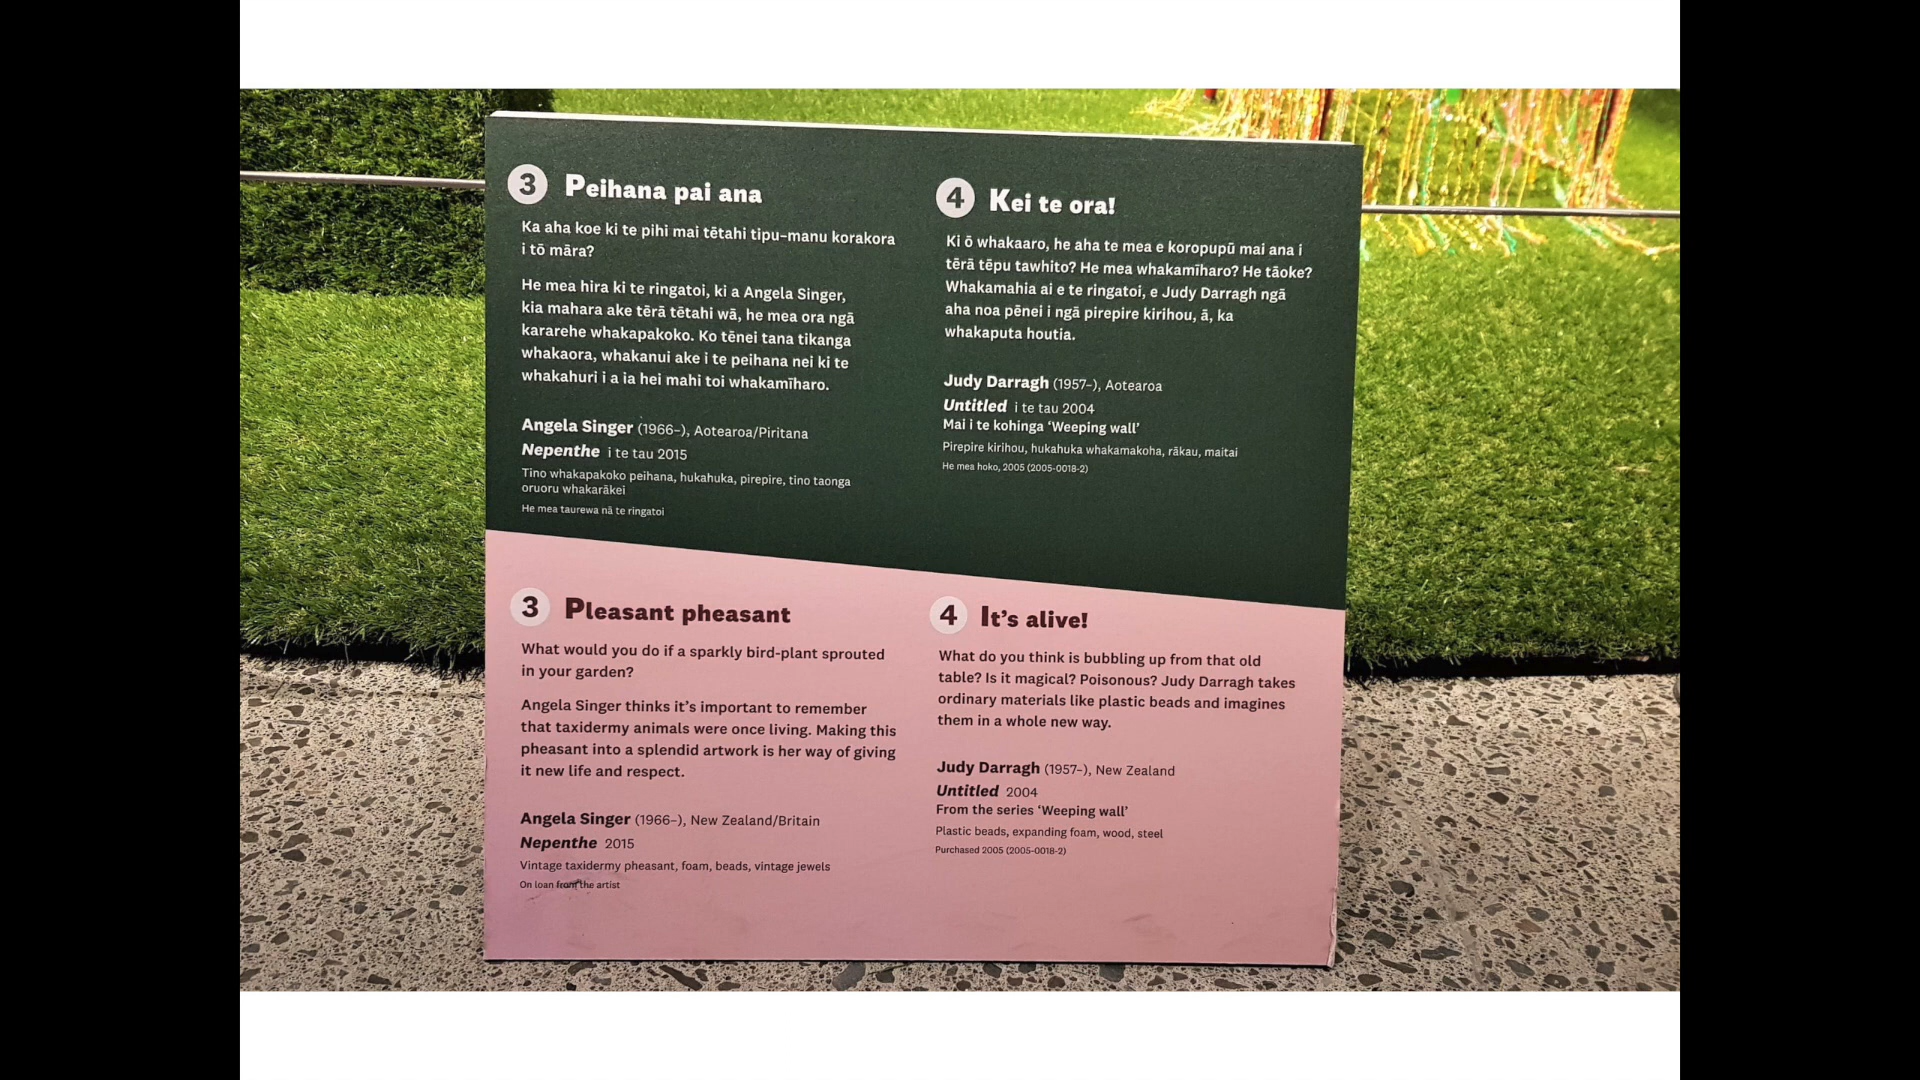 3 Peihana pai ana
Ka aha koe ki te pihi mai tētahi tipu-manu korakora
i tō māra?
He mea hira ki te ringatoi, ki a Angela Singer,
kia mahara ake tērā tētahi wā, he mea ora ngā
kararehe whakapakoko. Ko tēnei tana tikanga
whakaora, whakanui ake i te peihana nei ki te
whakahuri i a ia hei mahi toi whakamīharo.
Angela Singer (1966–), Aotearoa/Piritana
Nepenthe i te tau 2015
Tino whakapakoko peihana, hukahuka, pirepire, tino taonga
oruoru whakarākei
He mea taurewa nā te ringatoi
4 Kei te ora!
Ki ō whakaaro, he aha te mea e koropupū mai ana i
tērā tēpu tawhito? He mea whakamīharo? He tāoke?
Whakamahia ai e te ringatoi, e Judy Darragh ngā
aha noa pēnei i ngā pirepire kirihou, ā, ka
whakaputa houtia.
Judy Darragh (1957–), Aotearoa
Untitled i te tau 2004
Mai i te kohinga ‘Weeping wall’
Pirepire kirihou, hukahuka whakamakoha, rākau, maitai
He mea hoko, 2005 (2005-0018-2)
3 Pleasant pheasant
What would you do if a sparkly bird-plant sprouted
in your garden?
Angela Singer thinks it’s important to remember
that taxidermy animals were once living. Making this
pheasant into a splendid artwork is her way of giving
it new life and respect.
Angela Singer (1966–), New Zealand/Britain
Nepenthe 2015
Vintage taxidermy pheasant, foam, beads, vintage jewels
On loan from the artist
4 It’s alive!
What do you think is bubbling up from that old
table? Is it magical? Poisonous? Judy Darragh takes
ordinary materials like plastic beads and imagines
them in a whole new way.
Judy Darragh (1957–), New Zealand
Untitled 2004
From the series ‘Weeping wall’
Plastic beads, expanding foam, wood, steel
Purchased 2005 (2005-0018-2)